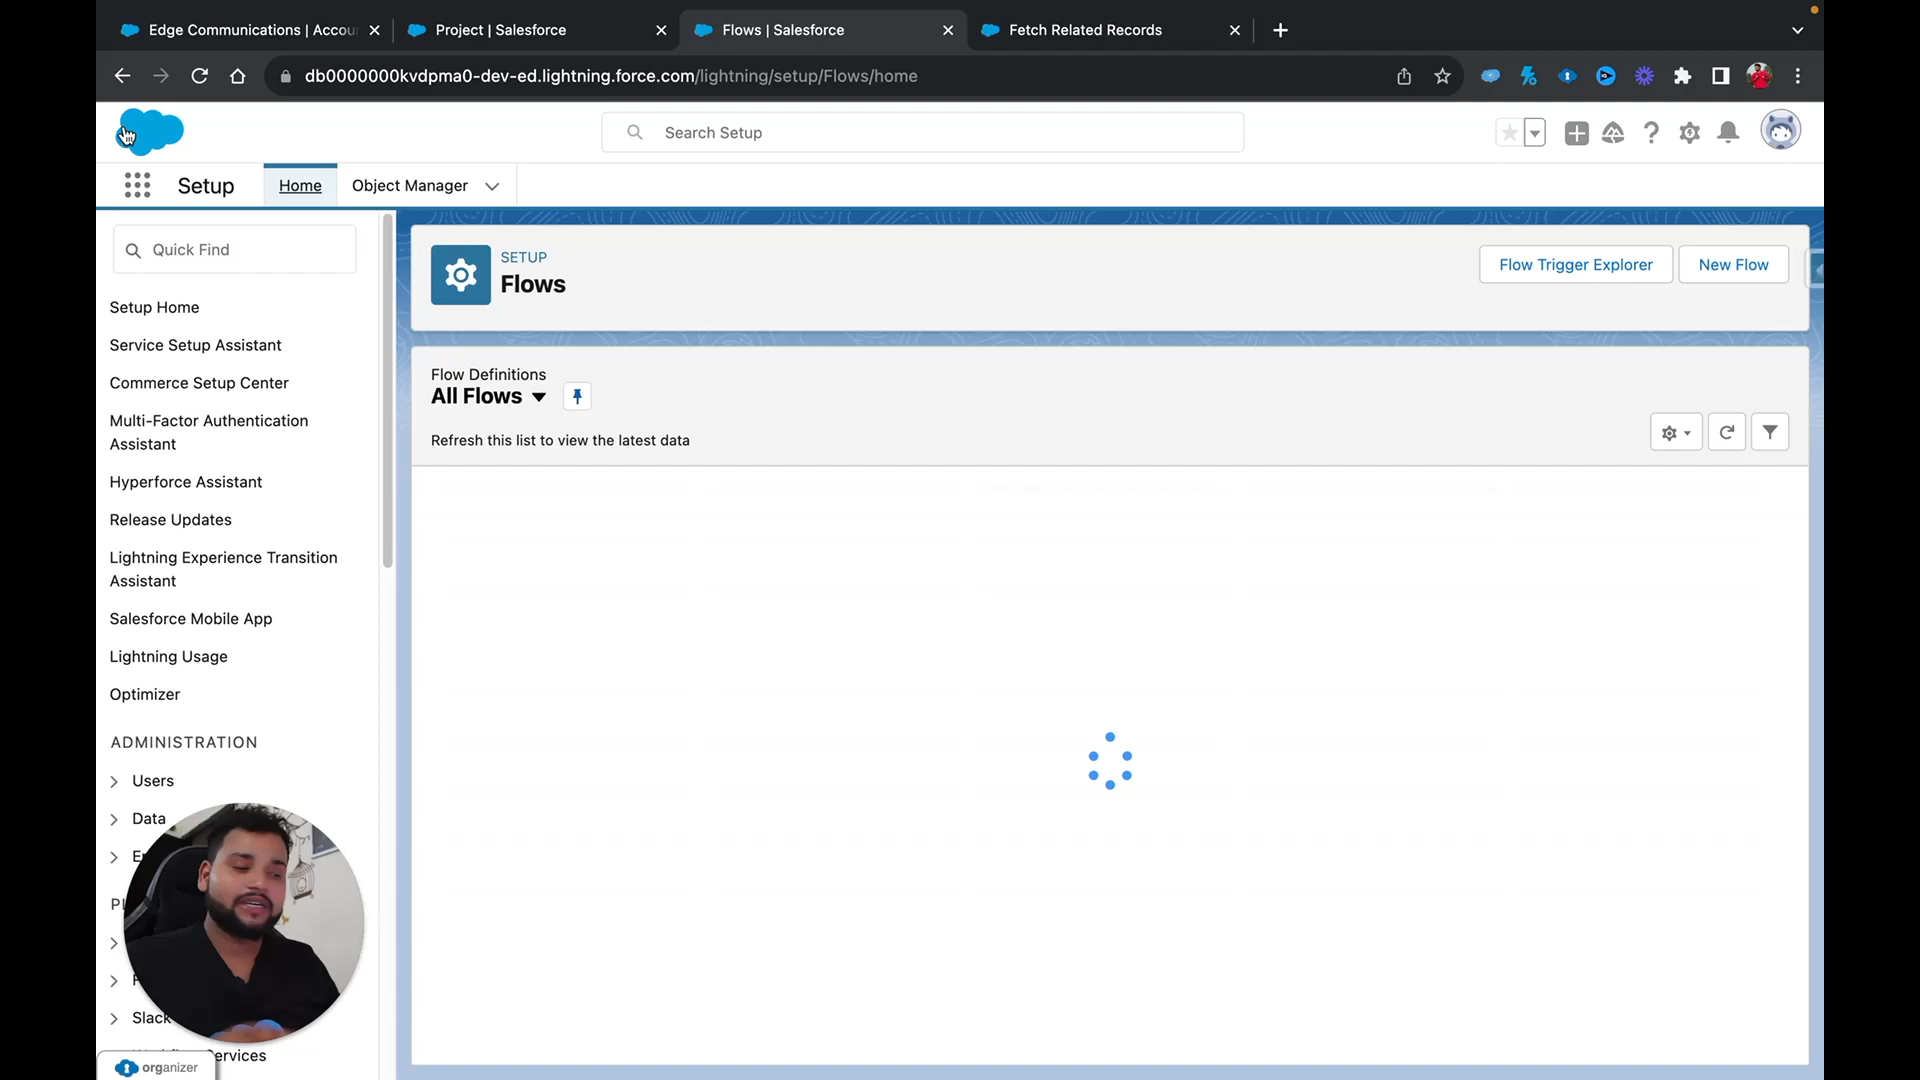 Edge Communications | Accou
Project | Salesforce
Flows | Salesforce
Fetch Related Records
db0000000kvdpma0-dev-ed.lightning.force.com/lightning/setup/Flows/home
Search Setup
Setup
Home
Object Manager
Quick Find
Setup Home
Service Setup Assistant
Commerce Setup Center
Multi-Factor Authentication
Assistant
Hyperforce Assistant
Release Updates
Lightning Experience Transition
Assistant
Salesforce Mobile App
Lightning Usage
Optimizer
ADMINISTRATION
Users
Data
Slack
organizer
SETUP
Flows
Flow Trigger Explorer
New Flow
Flow Definitions
All Flows
Refresh this list to view the latest data